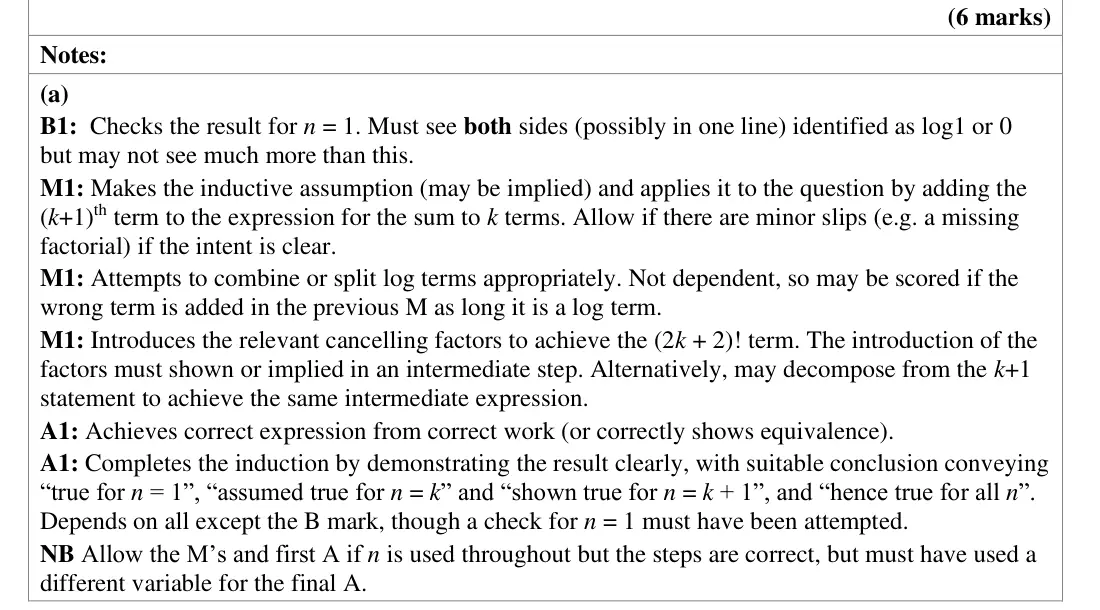 (6 marks)
Notes:
(a)
B1: Checks the result for n = 1. Must see both sides (possibly in one line) identified as log1 or 0
but may not see much more than this.
M1: Makes the inductive assumption (may be implied) and applies it to the question by adding the
(k+1)th term to the expression for the sum to k terms. Allow if there are minor slips (e.g. a missing
factorial) if the intent is clear.
M1: Attempts to combine or split log terms appropriately. Not dependent, so may be scored if the
wrong term is added in the previous M as long it is a log term.
M1: Introduces the relevant cancelling factors to achieve the (2k + 2)! term. The introduction of the
factors must shown or implied in an intermediate step. Alternatively, may decompose from the k+1
statement to achieve the same intermediate expression.
A1: Achieves correct expression from correct work (or correctly shows equivalence).
A1: Completes the induction by demonstrating the result clearly, with suitable conclusion conveying
“true for n = 1”, “assumed true for n = k” and “shown true for n = k + 1”, and “hence true for all n”.
Depends on all except the B mark, though a check for n = 1 must have been attempted.
NB Allow the M’s and first A if n is used throughout but the steps are correct, but must have used a
different variable for the final A.